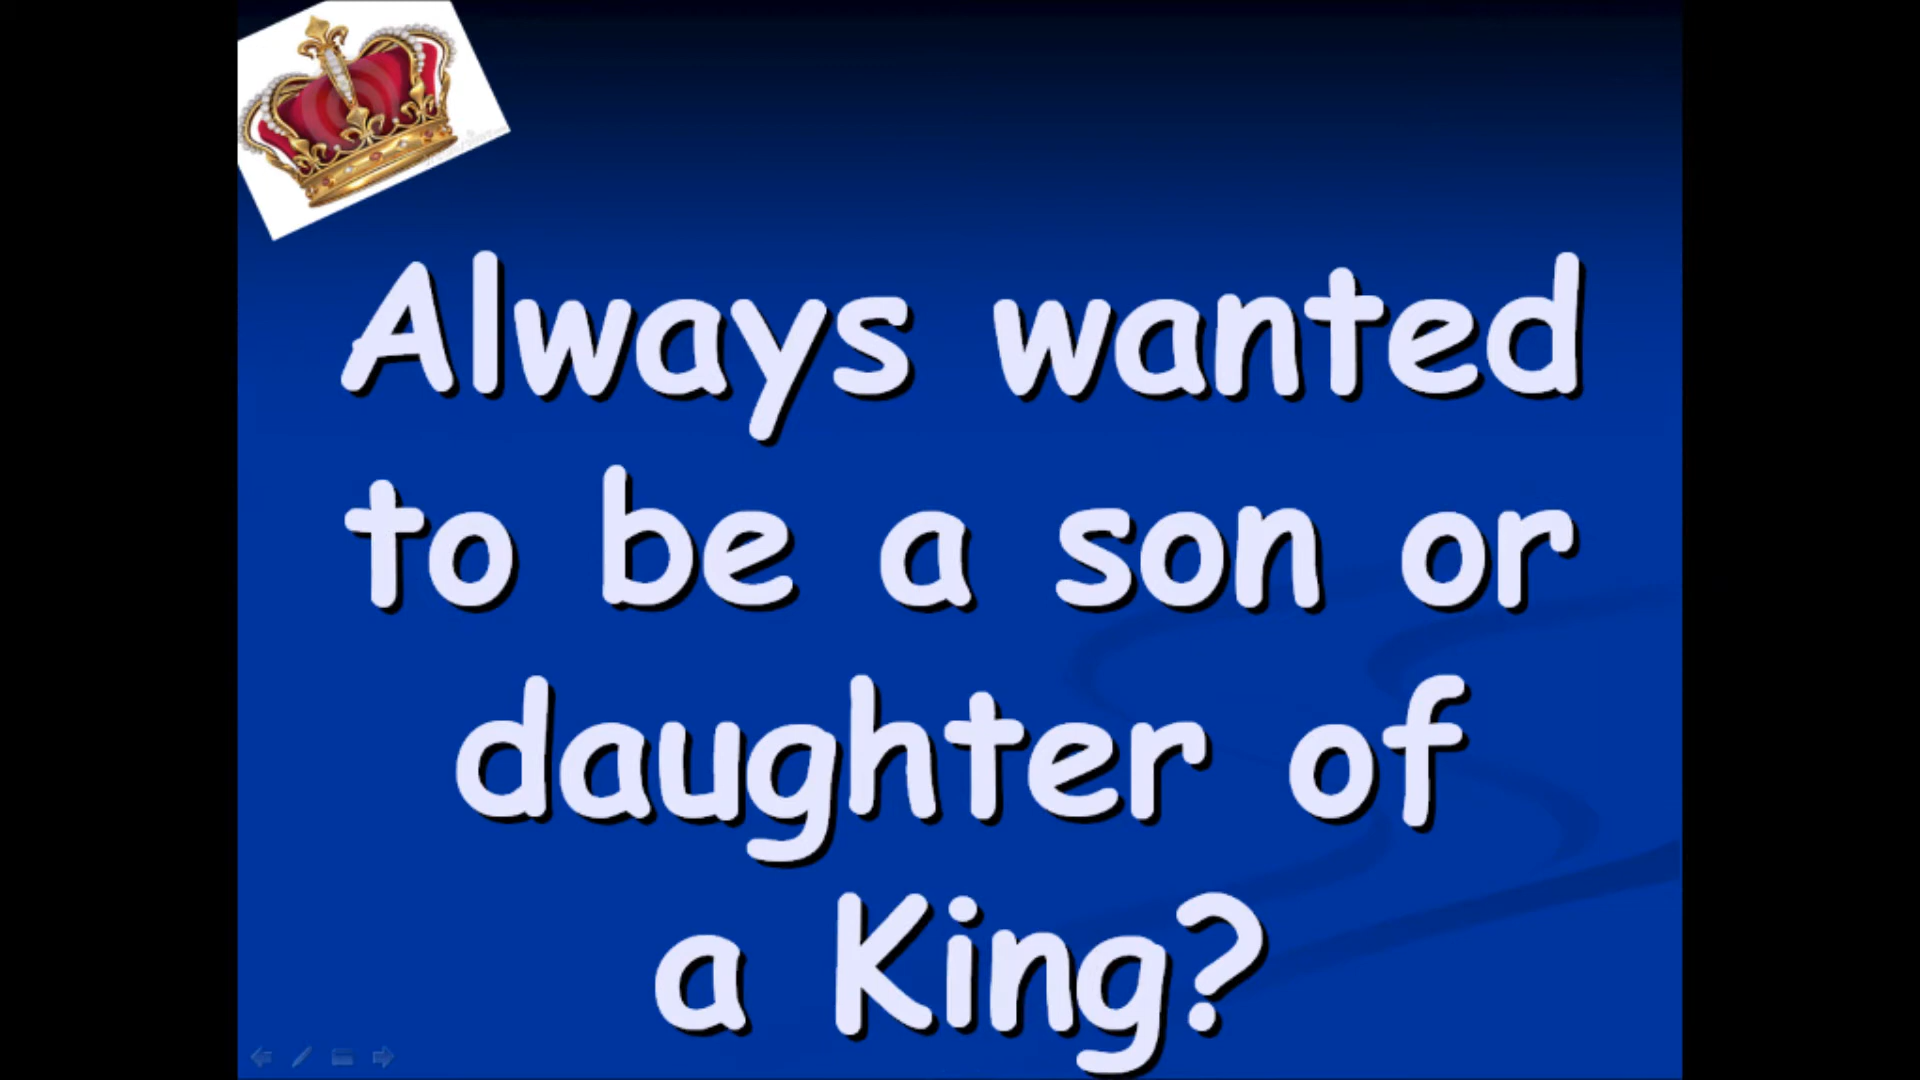 Always wanted
to be a son or
daughter of
a King?